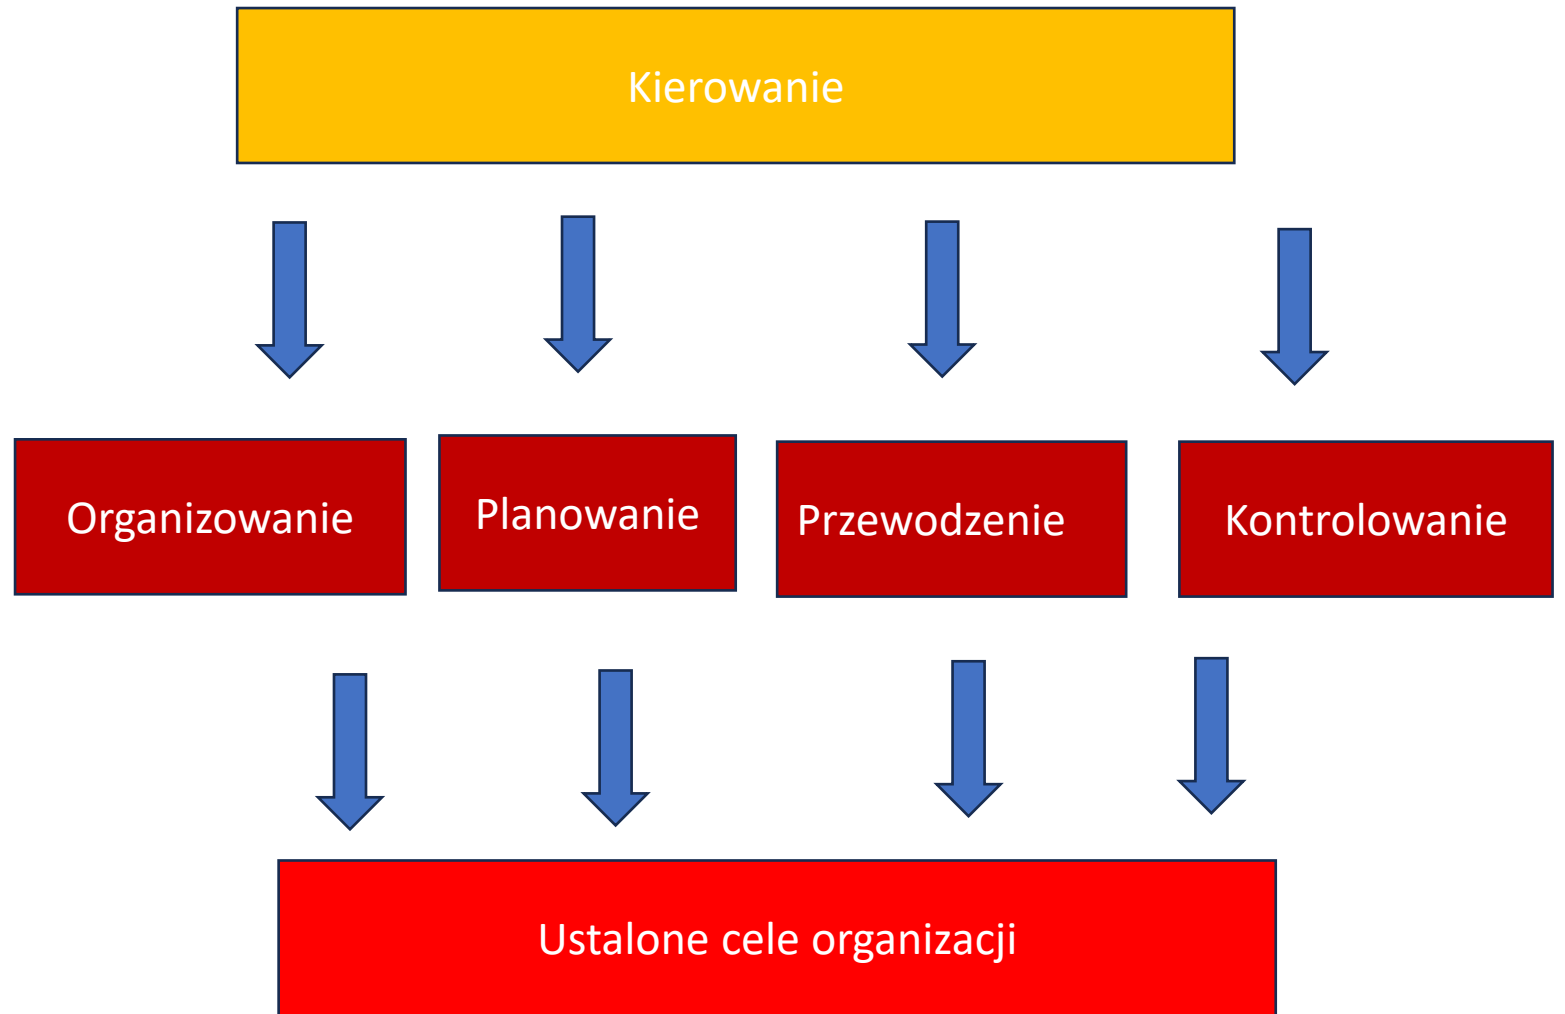 Kierowanie
Organizowanie
Planowanie
Przewodzenie
Kontrolowanie
Ustalone cele organizacji